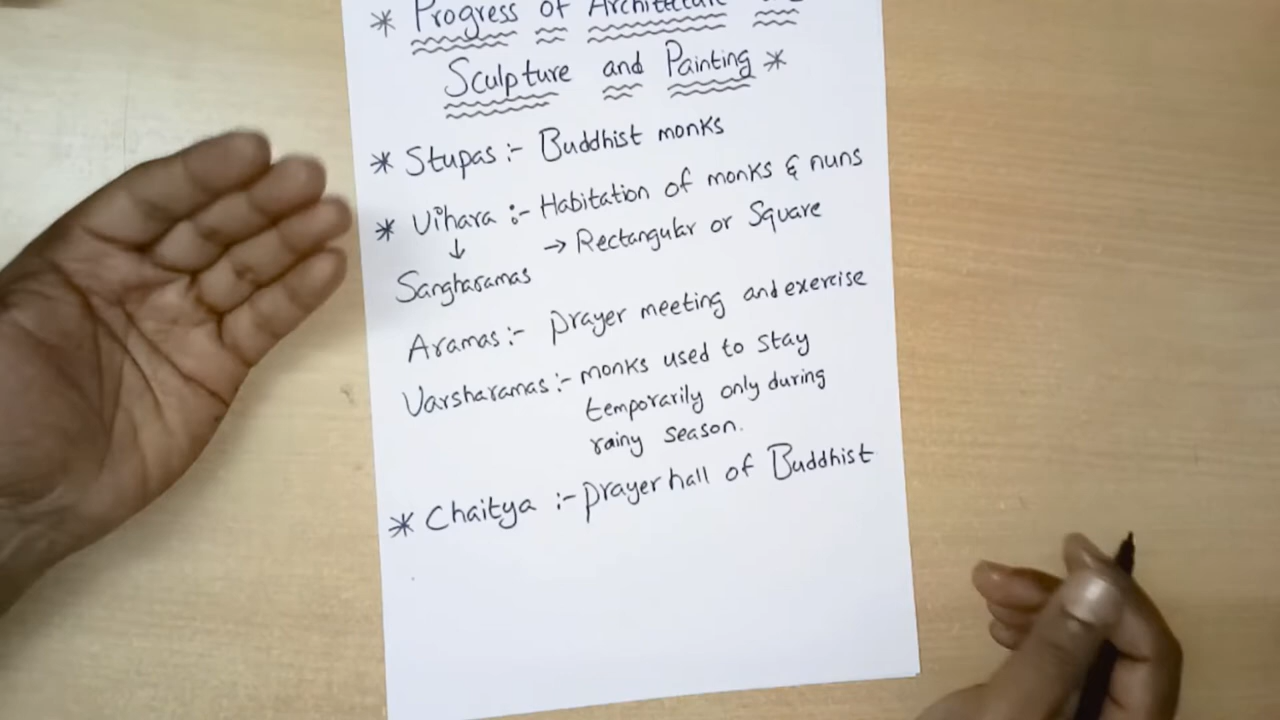 * Progress of Architecture
Sculpture and Painting *
* Stupas :- Buddhist monks
* Vihara :- Habitation of monks & nuns
↓ → Rectangular or Square
Sangharamas
Aramas :- prayer meeting and exercise
Varsharamas :- monks used to stay
temporarily only during
rainy season.
* Chaitya :- prayer hall of Buddhist